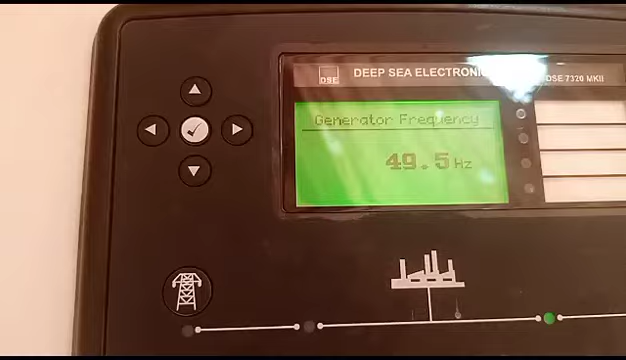 DSE
DEEP SEA ELECTRONI
DSE 7320 MKII
Generator Frequency
49.5 Hz